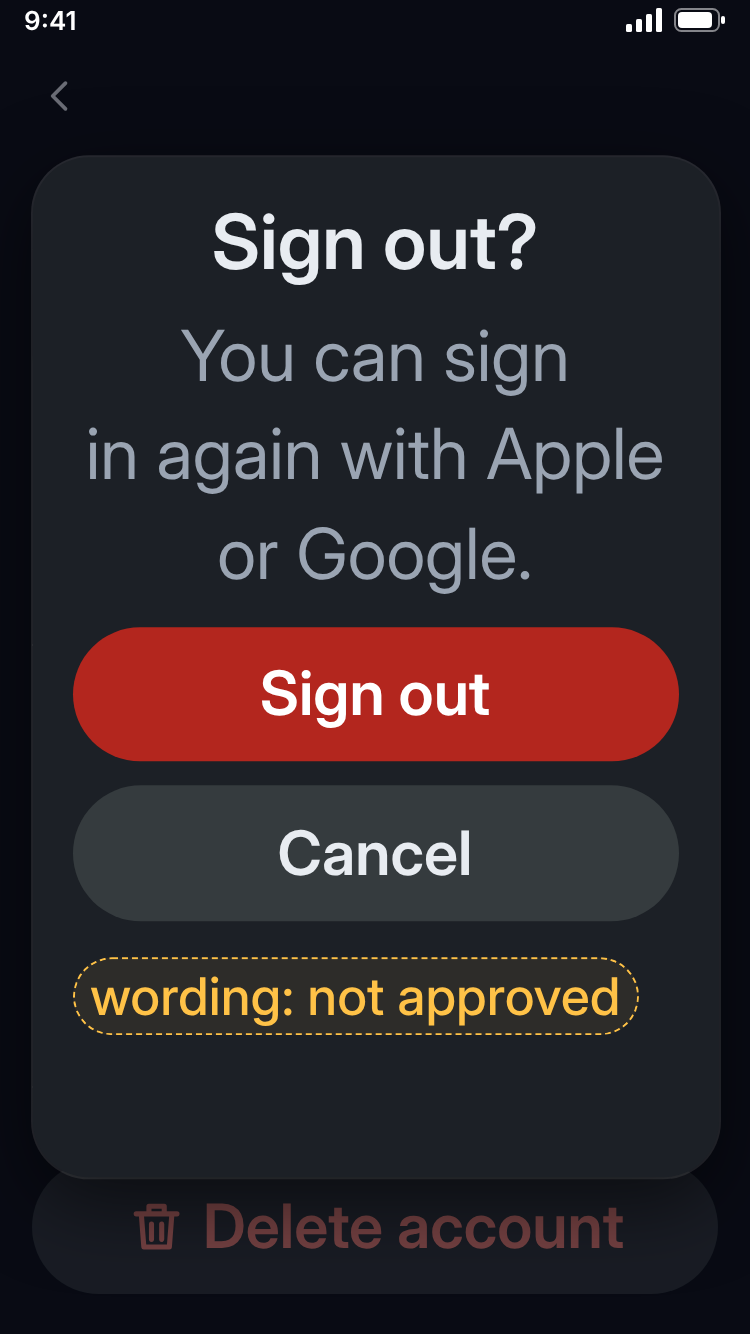 9:41
Sign out?
You can sign
in again with Apple
or Google.
Sign out
Cancel
wording: not approved
Delete account